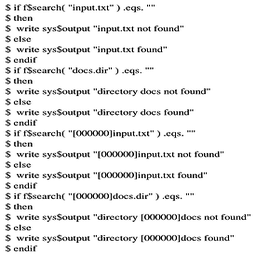 $ if f$search( "input.txt" ) .eqs. ""
$ then
$  write sys$output "input.txt not found"
$ else
$  write sys$output "input.txt found"
$ endif
$ if f$search( "docs.dir" ) .eqs. ""
$ then
$  write sys$output "directory docs not found"
$ else
$  write sys$output "directory docs found"
$ endif
$ if f$search( "[000000]input.txt" ) .eqs. ""
$ then
$  write sys$output "[000000]input.txt not found"
$ else
$  write sys$output "[000000]input.txt found"
$ endif
$ if f$search( "[000000]docs.dir" ) .eqs. ""
$ then
$  write sys$output "directory [000000]docs not found"
$ else
$  write sys$output "directory [000000]docs found"
$ endif